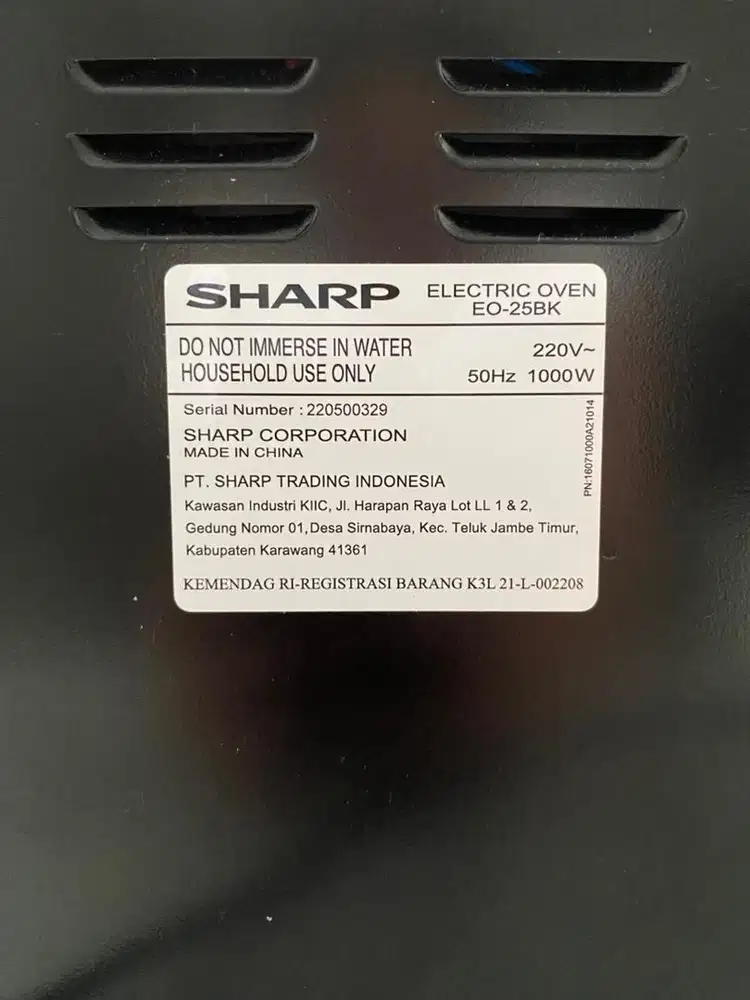 SHARP
ELECTRIC OVEN
EO-25BK
DO NOT IMMERSE IN WATER
HOUSEHOLD USE ONLY
220V~
50Hz 1000W
Serial Number : 220500329
SHARP CORPORATION
MADE IN CHINA
PT. SHARP TRADING INDONESIA
Kawasan Industri KIIC, Jl. Harapan Raya Lot LL 1 & 2,
Gedung Nomor 01,Desa Sirnabaya, Kec. Teluk Jambe Timur,
Kabupaten Karawang 41361
KEMENDAG RI-REGISTRASI BARANG K3L 21-L-002208
PN:16071000A21014